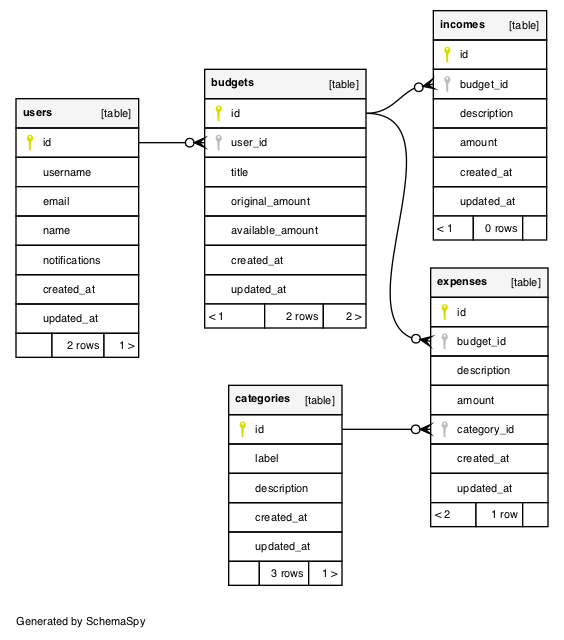 users [table]
id
username
email
name
notifications
created_at
updated_at
2 rows 1 >
budgets [table]
id
user_id
title
original_amount
available_amount
created_at
updated_at
< 1 2 rows 2 >
incomes [table]
id
budget_id
description
amount
created_at
updated_at
< 1 0 rows
expenses [table]
id
budget_id
description
amount
category_id
created_at
updated_at
< 2 1 row
categories [table]
id
label
description
created_at
updated_at
3 rows 1 >
Generated by SchemaSpy